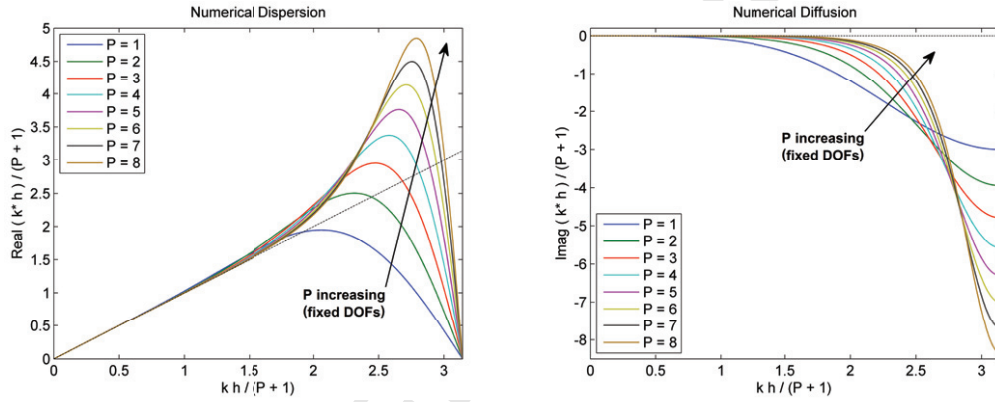 Numerical Dispersion
Real ( k* h ) / (P + 1)
5
4.5
4
3.5
3
2.5
2
1.5
1
0.5
0
P = 1
P = 2
P = 3
P = 4
P = 5
P = 6
P = 7
P = 8
P increasing
(fixed DOFs)
0 0.5 1 1.5 2 2.5 3
k h / (P + 1)
Numerical Diffusion
Imag ( k* h ) / (P + 1)
0
-1
-2
-3
-4
-5
-6
-7
-8
P increasing
(fixed DOFs)
P = 1
P = 2
P = 3
P = 4
P = 5
P = 6
P = 7
P = 8
0 0.5 1 1.5 2 2.5 3
k h / (P + 1)